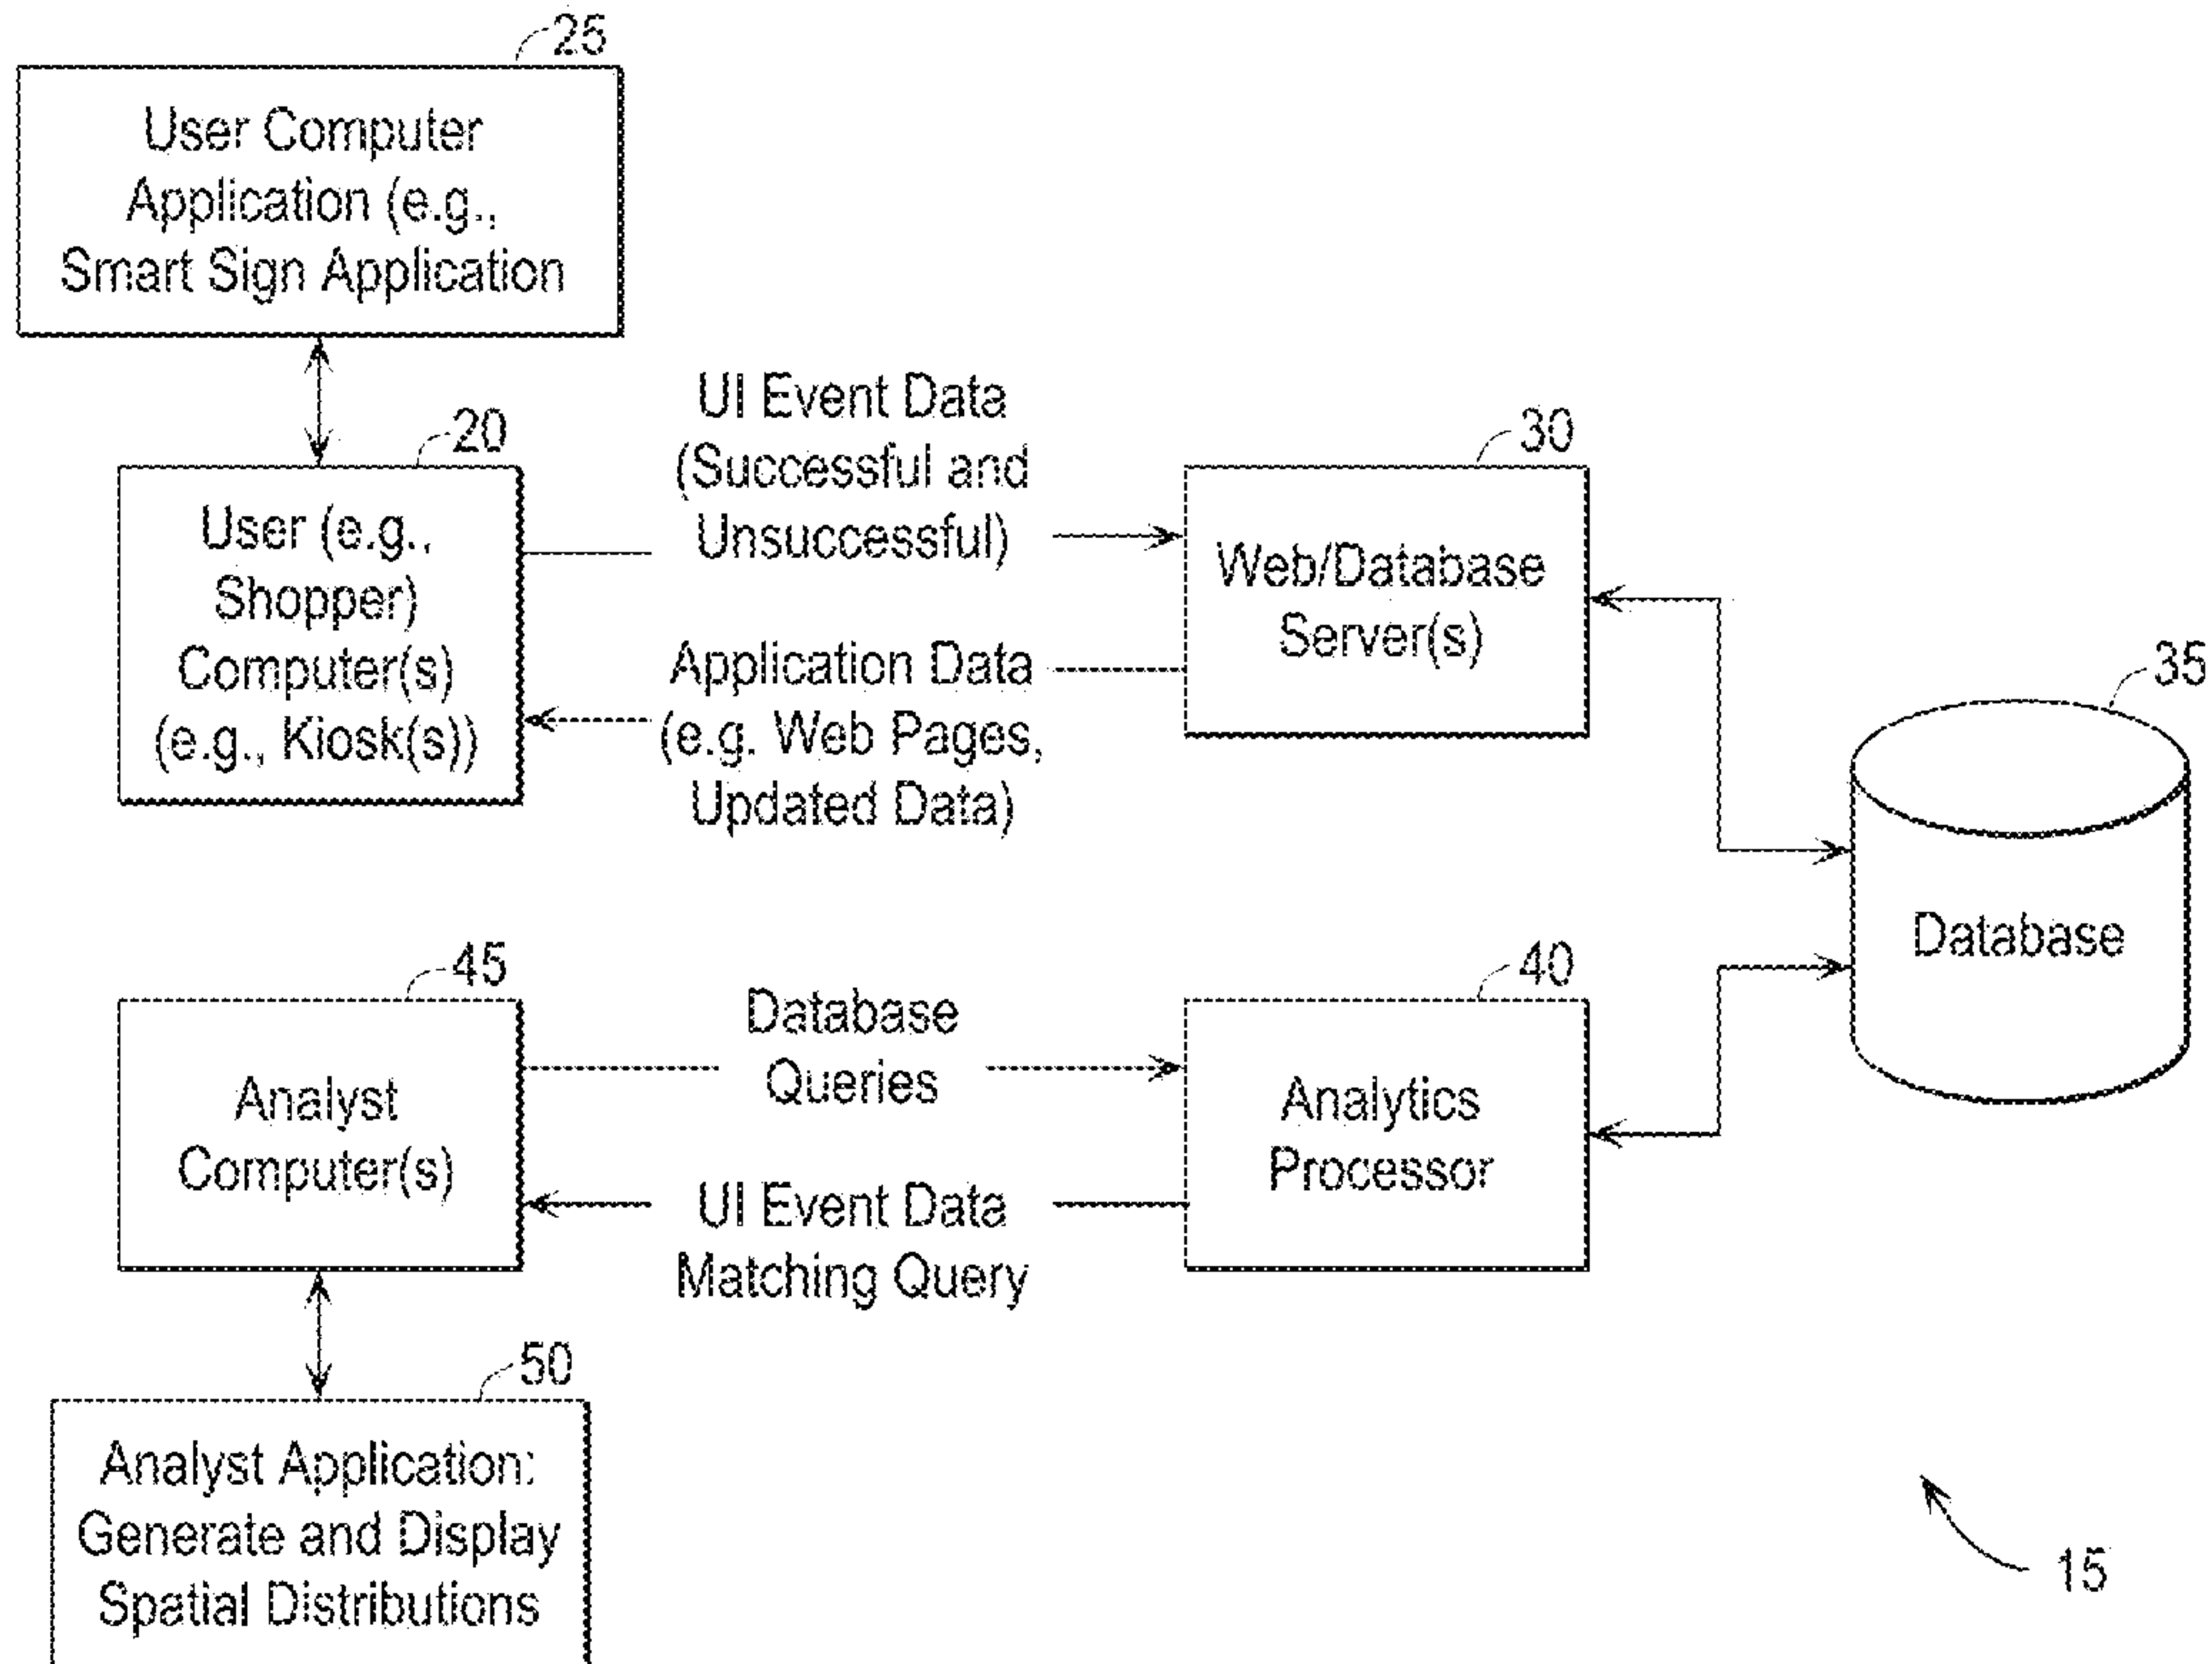 25
User Computer
Application (e.g.,
Smart Sign Application
20
User (e.g.,
Shopper)
Computer(s)
(e.g., Kiosk(s))
UI Event Data
(Successful and
Unsuccessful)
Application Data
(e.g. Web Pages,
Updated Data)
30
Web/Database
Server(s)
35
Database
45
Analyst
Computer(s)
Database
Queries
UI Event Data
Matching Query
40
Analytics
Processor
50
Analyst Application:
Generate and Display
Spatial Distributions
15